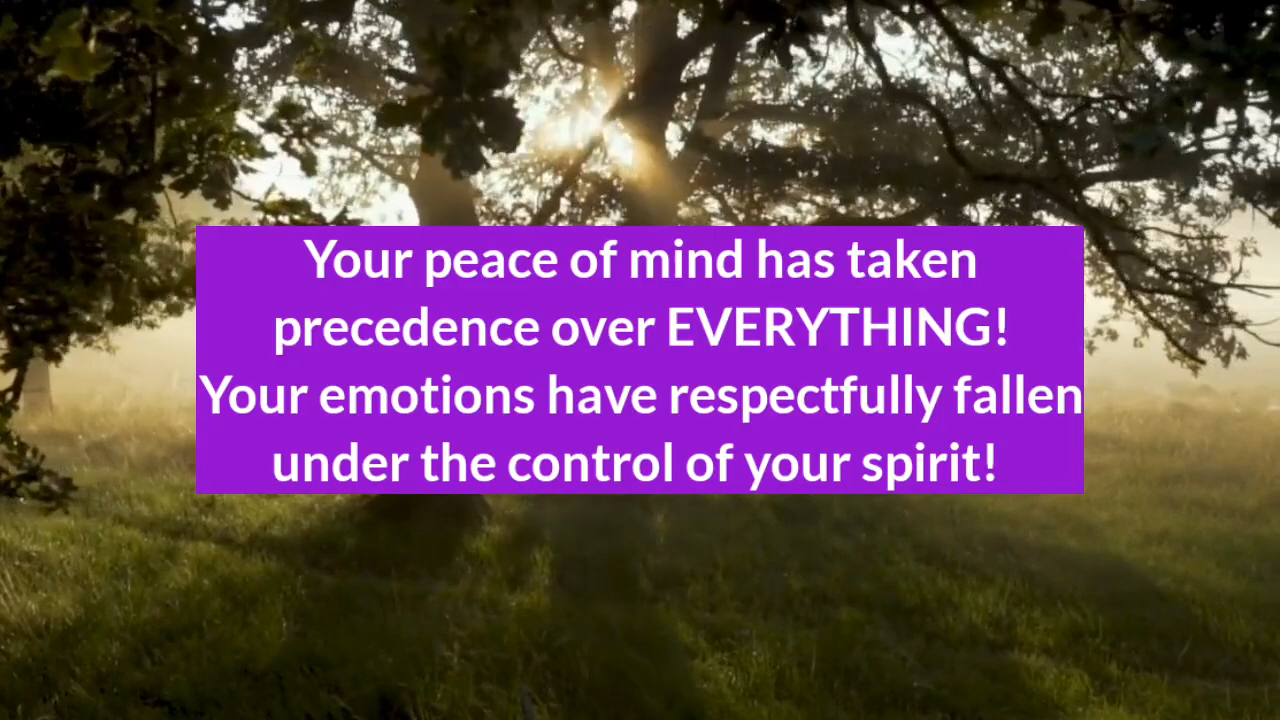 Your peace of mind has taken
precedence over EVERYTHING!
Your emotions have respectfully fallen
under the control of your spirit!